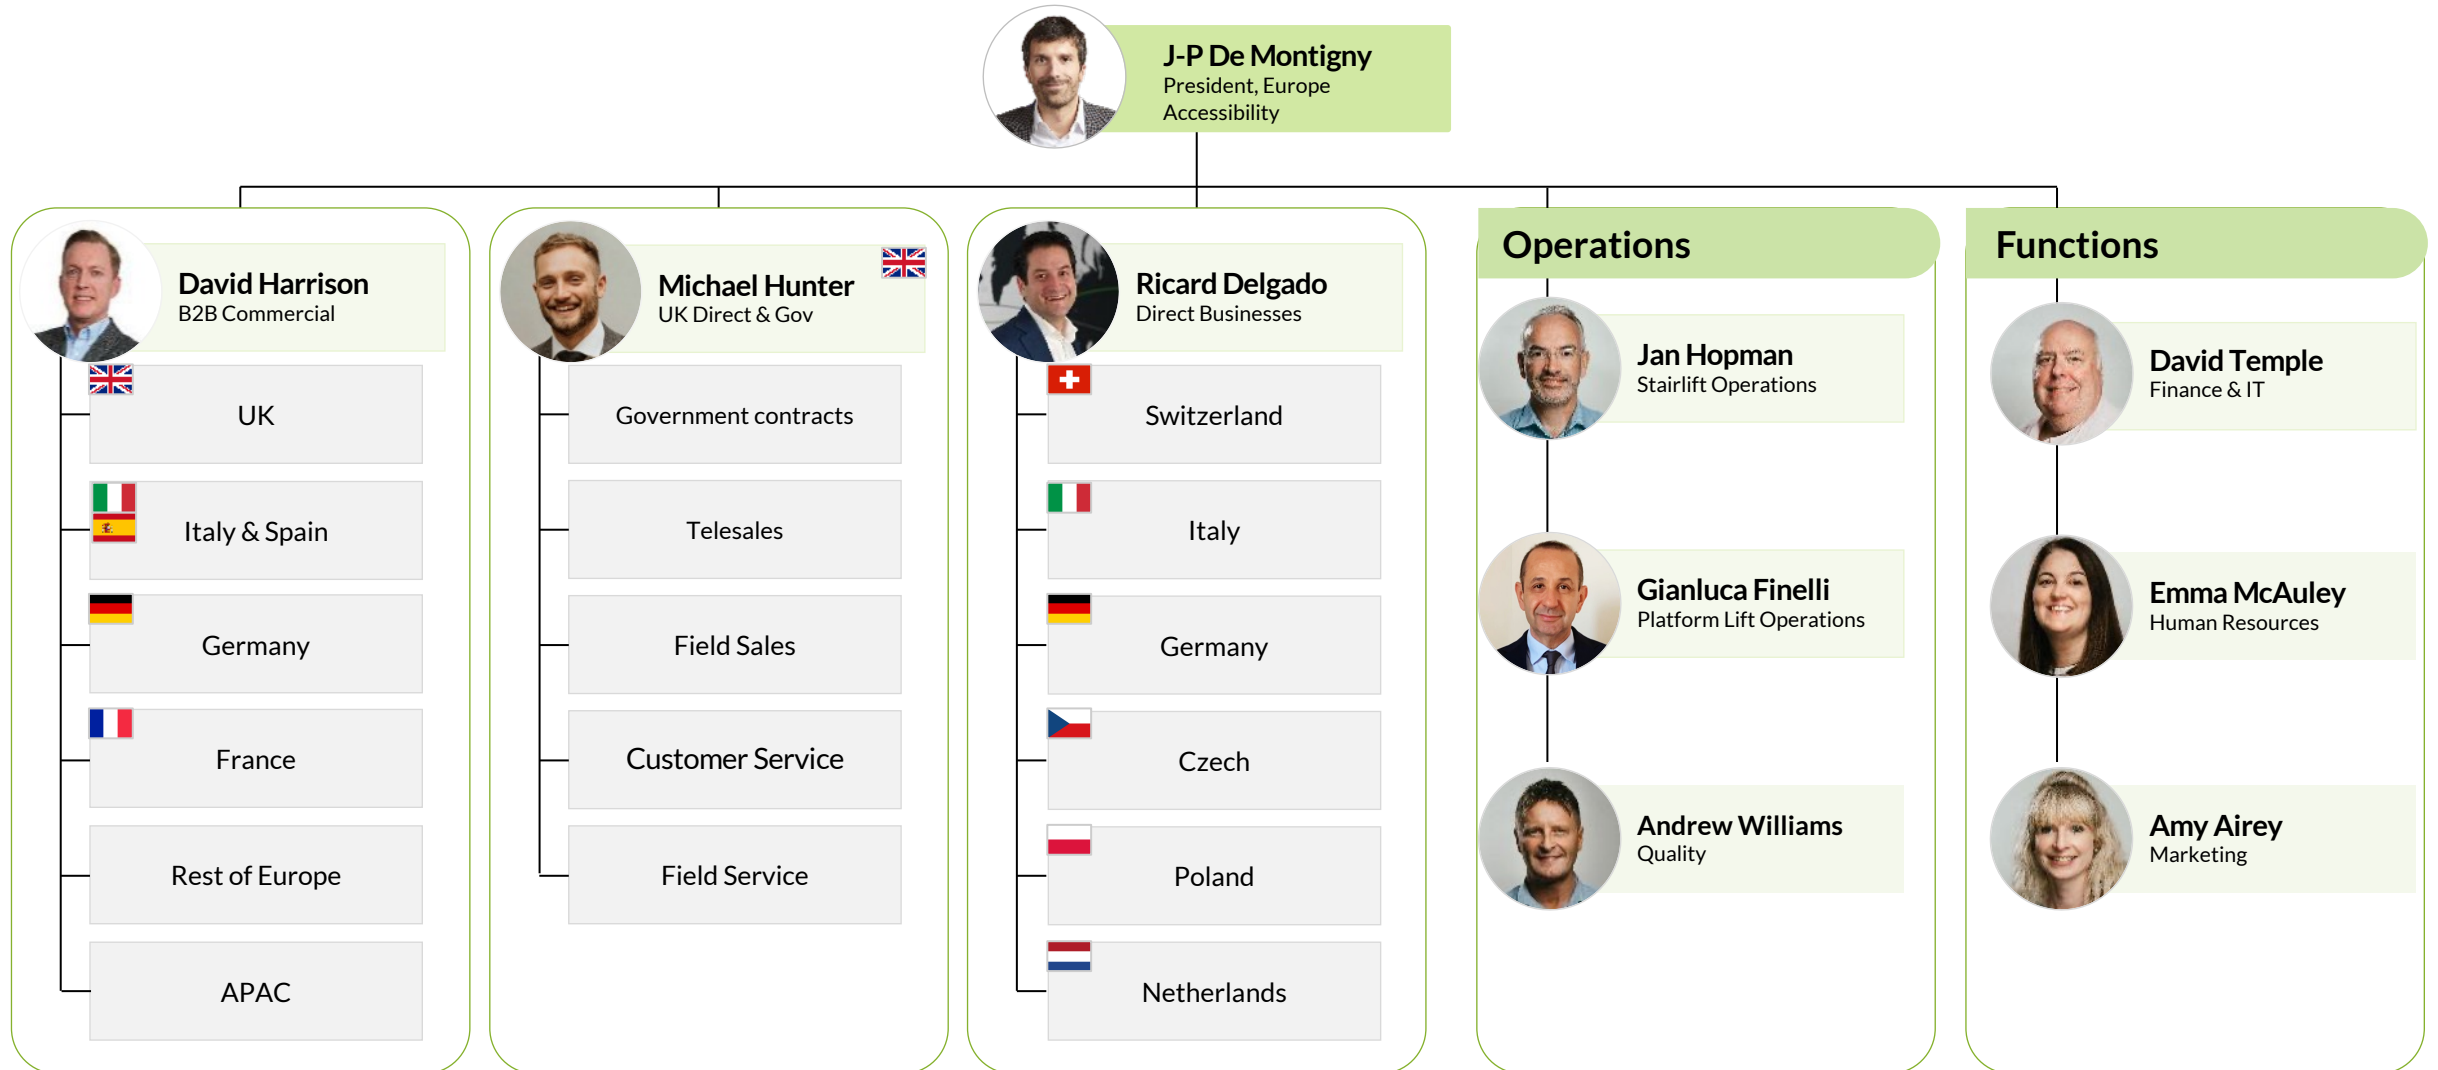 J-P De Montigny
President, Europe
Accessibility
David Harrison
B2B Commercial
UK
Italy & Spain
Germany
France
Rest of Europe
APAC
Michael Hunter
UK Direct & Gov
Government contracts
Telesales
Field Sales
Customer Service
Field Service
Ricard Delgado
Direct Businesses
Switzerland
Italy
Germany
Czech
Poland
Netherlands
Operations
Jan Hopman
Stairlift Operations
Gianluca Finelli
Platform Lift Operations
Andrew Williams
Quality
Functions
David Temple
Finance & IT
Emma McAuley
Human Resources
Amy Airey
Marketing